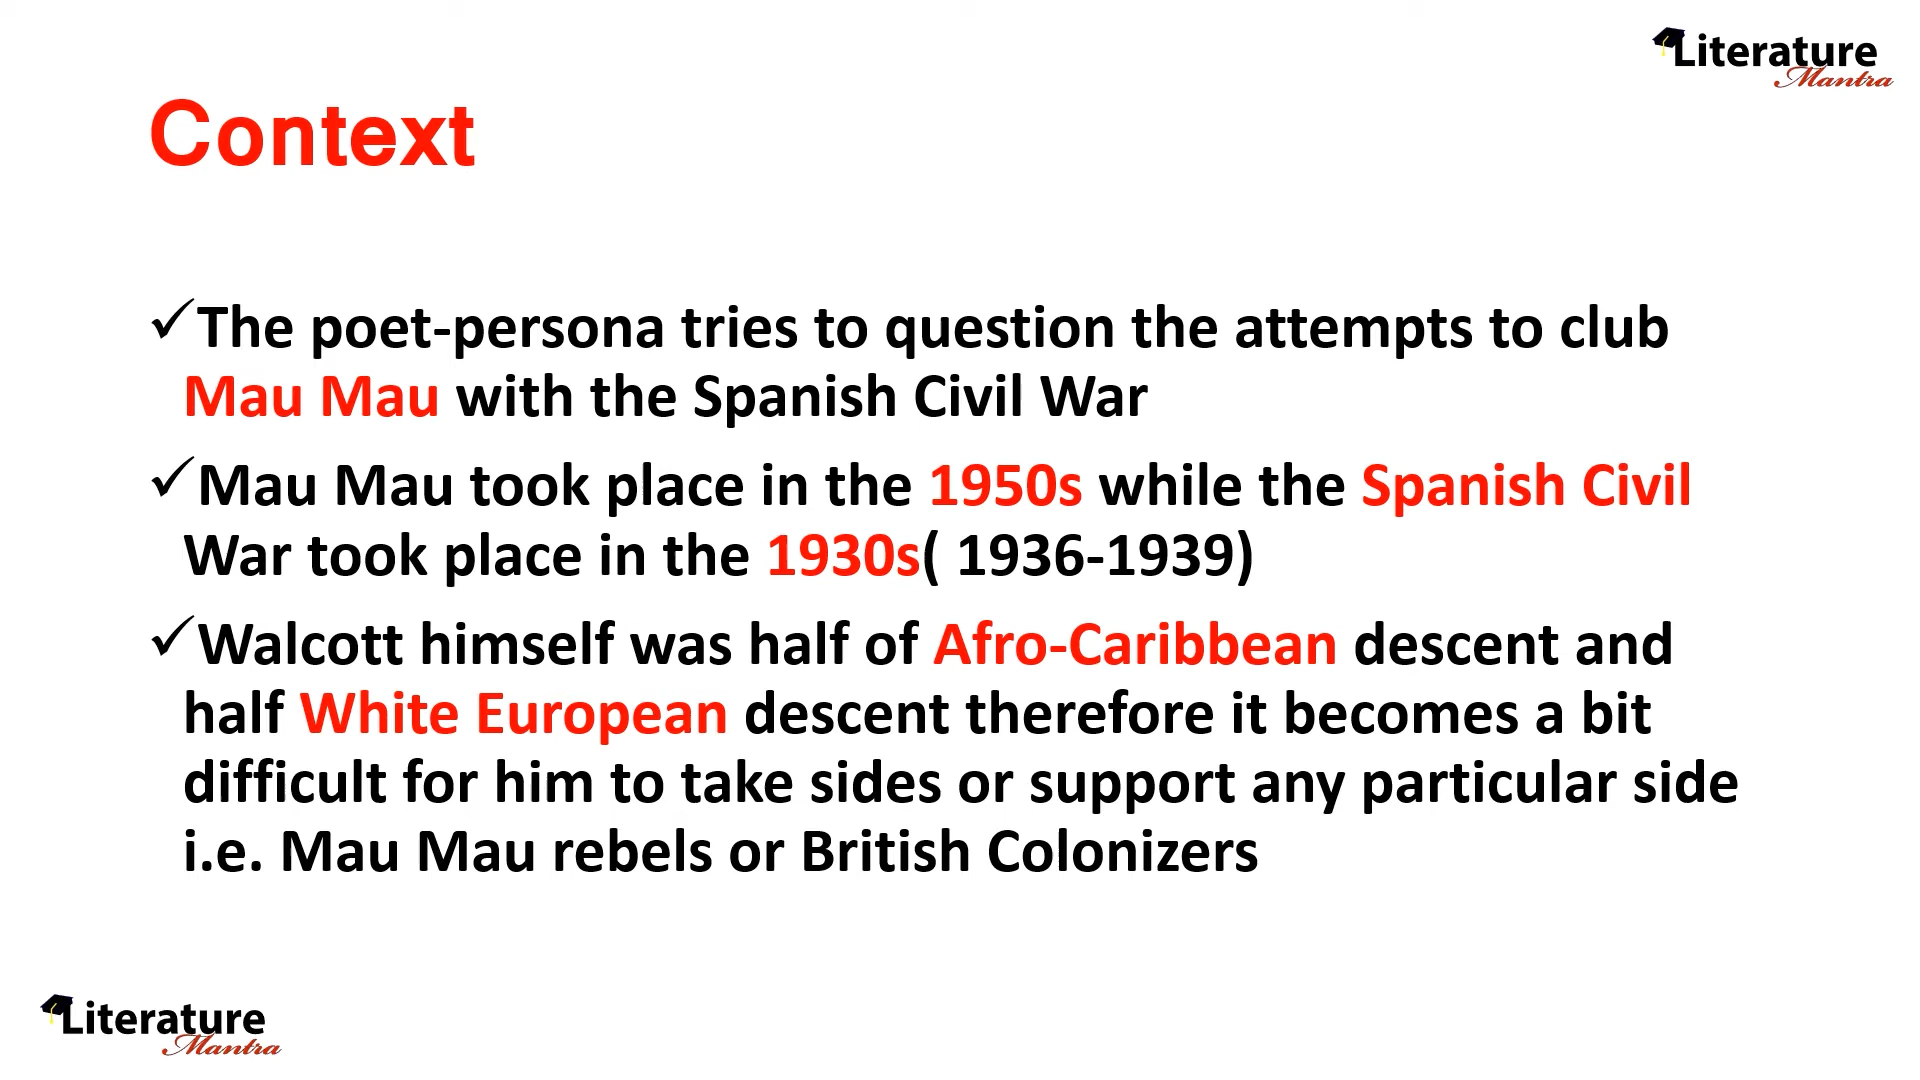 Literature
Mantra
Context
✓The poet-persona tries to question the attempts to club
Mau Mau with the Spanish Civil War
✓Mau Mau took place in the 1950s while the Spanish Civil
War took place in the 1930s( 1936-1939)
✓Walcott himself was half of Afro-Caribbean descent and
half White European descent therefore it becomes a bit
difficult for him to take sides or support any particular side
i.e. Mau Mau rebels or British Colonizers
Literature
Mantra